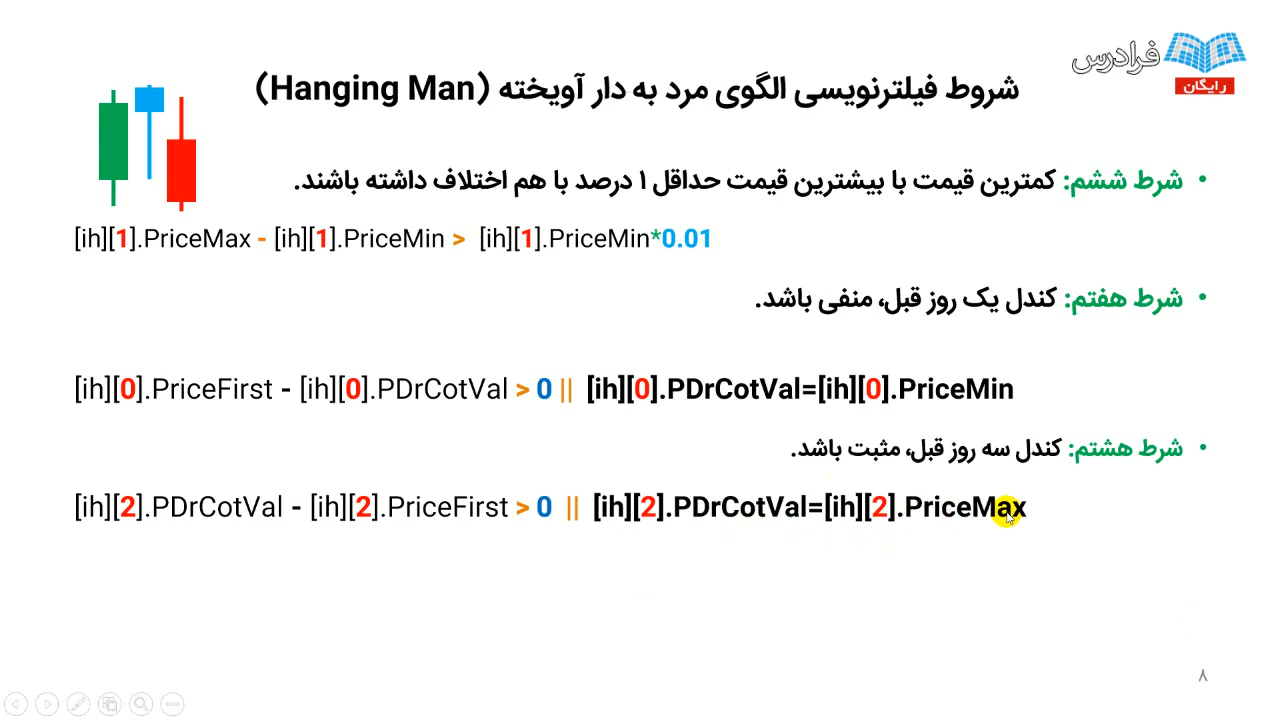 فرادرس
رایگان
شروط فیلترنویسی الگوی مرد به دار آویخته (Hanging Man)
• شرط ششم: کمترین قیمت با بیشترین قیمت حداقل ۱ درصد با هم اختلاف داشته باشند.
[ih][1].PriceMax - [ih][1].PriceMin > [ih][1].PriceMin*0.01
• شرط هفتم: کندل یک روز قبل، منفی باشد.
[ih][0].PriceFirst - [ih][0].PDrCotVal > 0 || [ih][0].PDrCotVal=[ih][0].PriceMin
• شرط هشتم: کندل سه روز قبل، مثبت باشد.
[ih][2].PDrCotVal - [ih][2].PriceFirst > 0 || [ih][2].PDrCotVal=[ih][2].PriceMax
۸